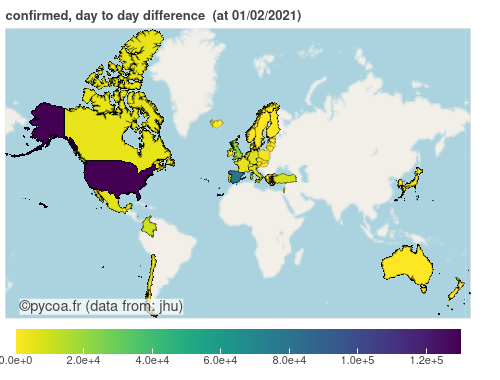 confirmed, day to day difference (at 01/02/2021)
©pycoa.fr (data from: jhu)
0.0e+0 2.0e+4 4.0e+4 6.0e+4 8.0e+4 1.0e+5 1.2e+5